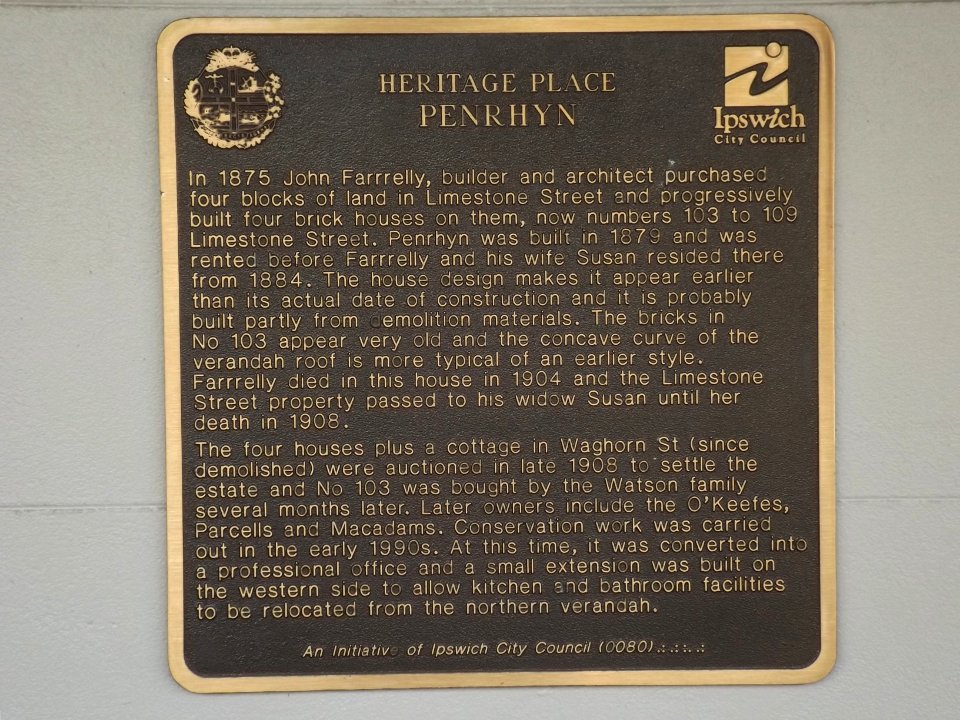 HERITAGE PLACE
PENRHYN
Ipswich
City Council
In 1875 John Farrrelly, builder and architect purchased
four blocks of land in Limestone Street and progressively
built four brick houses on them, now numbers 103 to 109
Limestone Street. Penrhyn was built in 1879 and was
rented before Farrrelly and his wife Susan resided there
from 1884. The house design makes it appear earlier
than its actual date of construction and it is probably
built partly from demolition materials. The bricks in
No 103 appear very old and the concave curve of the
verandah roof is more typical of an earlier style.
Farrrelly died in this house in 1904 and the Limestone
Street property passed to his widow Susan until her
death in 1908.
The four houses plus a cottage in Waghorn St (since
demolished) were auctioned in late 1908 to settle the
estate and No 103 was bought by the Watson family
several months later. Later owners include the O'Keefes,
Parcells and Macadams. Conservation work was carried
out in the early 1990s. At this time, it was converted into
a professional office and a small extension was built on
the western side to allow kitchen and bathroom facilities
to be relocated from the northern verandah.
An Initiative of Ipswich City Council (0080)